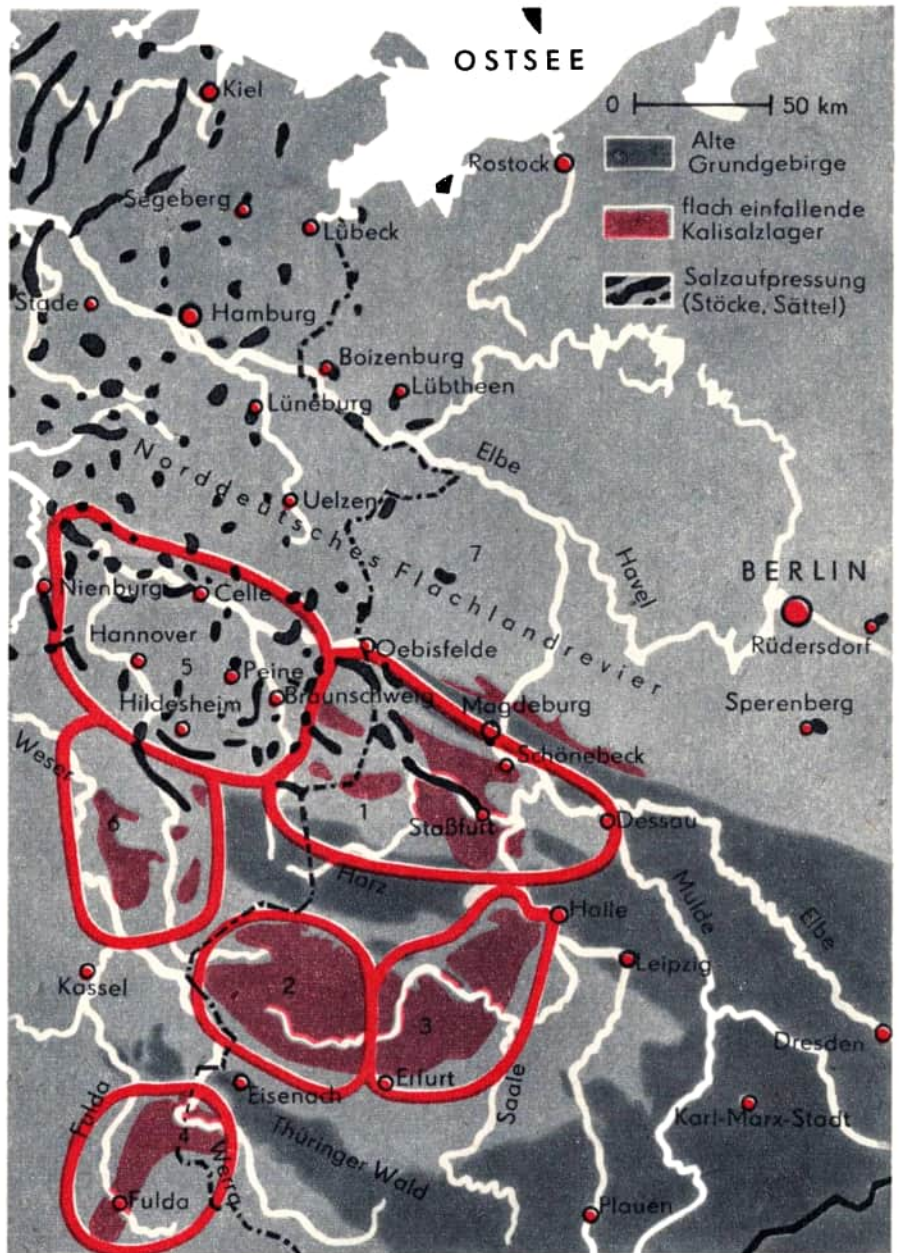 OSTSEE
Kiel
0 50 km
Alte
Grundgebirge
Rostock
flach einfallende
Kalisalzlager
Segeberg
Lübeck
Salzaufpressung
(Stöcke, Sättel)
Stade
Hamburg
Boizenburg
Lübtheen
Lüneburg
Elbe
Norddeutsches Flachlandrevier
Uelzen
7
Havel
BERLIN
Nienburg
Celle
Hannover
Oebisfelde
Rüdersdorf
5
Peine
Braunschweig
Hildesheim
Magdeburg
Sperenberg
Weser
Schönebeck
1
6
Staßfurt
Dessau
Harz
Mulde
Elbe
Halle
Leipzig
Kassel
2
3
Dresden
Erfurt
Eisenach
Saale
Karl-Marx-Stadt
Fulda
Thüringer Wald
4
Werra
Fulda
Plauen